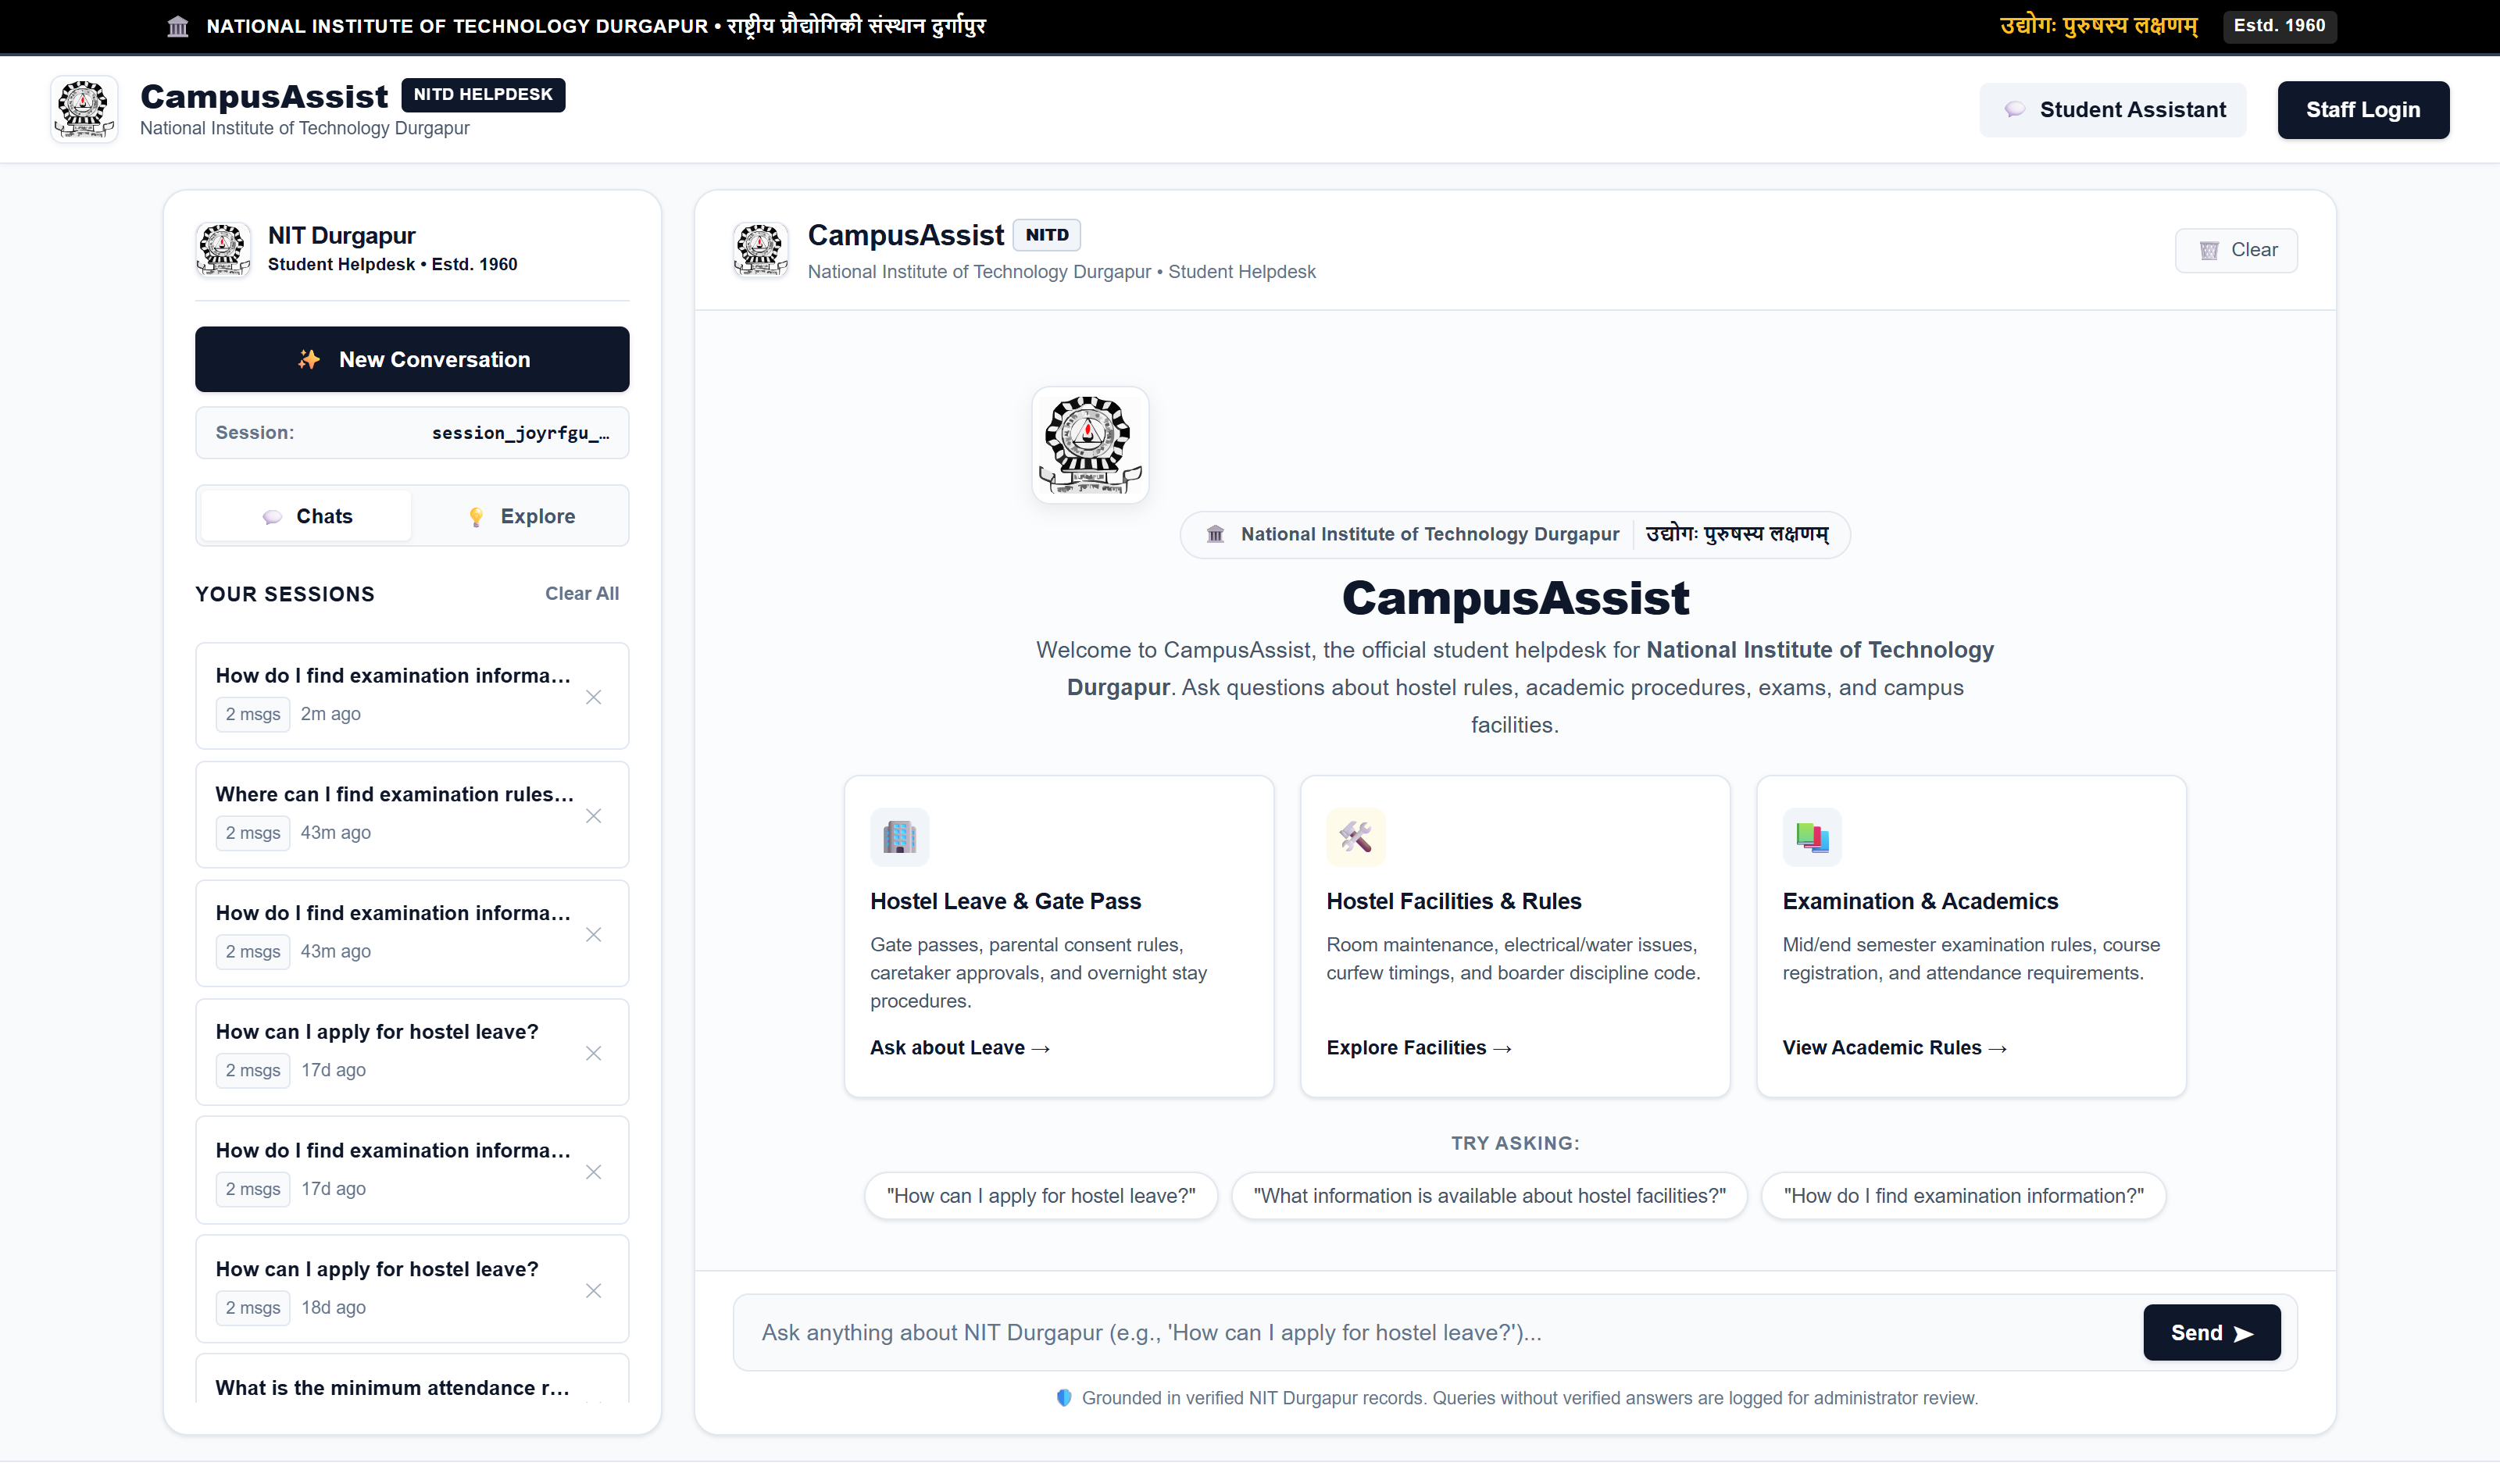 NATIONAL INSTITUTE OF TECHNOLOGY DURGAPUR • राष्ट्रीय प्रौद्योगिकी संस्थान दुर्गापुर
उद्योगः पुरुषस्य लक्षणम्
Estd. 1960
CampusAssist NITD HELPDESK
National Institute of Technology Durgapur
Student Assistant
Staff Login
NIT Durgapur
Student Helpdesk • Estd. 1960
New Conversation
Session: session_joyrfgu_…
Chats
Explore
YOUR SESSIONS
Clear All
How do I find examination informa…
2 msgs 2m ago
Where can I find examination rules…
2 msgs 43m ago
How do I find examination informa…
2 msgs 43m ago
How can I apply for hostel leave?
2 msgs 17d ago
How do I find examination informa…
2 msgs 17d ago
How can I apply for hostel leave?
2 msgs 18d ago
What is the minimum attendance r…
CampusAssist NITD
National Institute of Technology Durgapur • Student Helpdesk
Clear
National Institute of Technology Durgapur
उद्योगः पुरुषस्य लक्षणम्
CampusAssist
Welcome to CampusAssist, the official student helpdesk for National Institute of Technology
Durgapur. Ask questions about hostel rules, academic procedures, exams, and campus
facilities.
Hostel Leave & Gate Pass
Gate passes, parental consent rules,
caretaker approvals, and overnight stay
procedures.
Ask about Leave →
Hostel Facilities & Rules
Room maintenance, electrical/water issues,
curfew timings, and boarder discipline code.
Explore Facilities →
Examination & Academics
Mid/end semester examination rules, course
registration, and attendance requirements.
View Academic Rules →
TRY ASKING:
"How can I apply for hostel leave?"
"What information is available about hostel facilities?"
"How do I find examination information?"
Ask anything about NIT Durgapur (e.g., 'How can I apply for hostel leave?')...
Send
Grounded in verified NIT Durgapur records. Queries without verified answers are logged for administrator review.